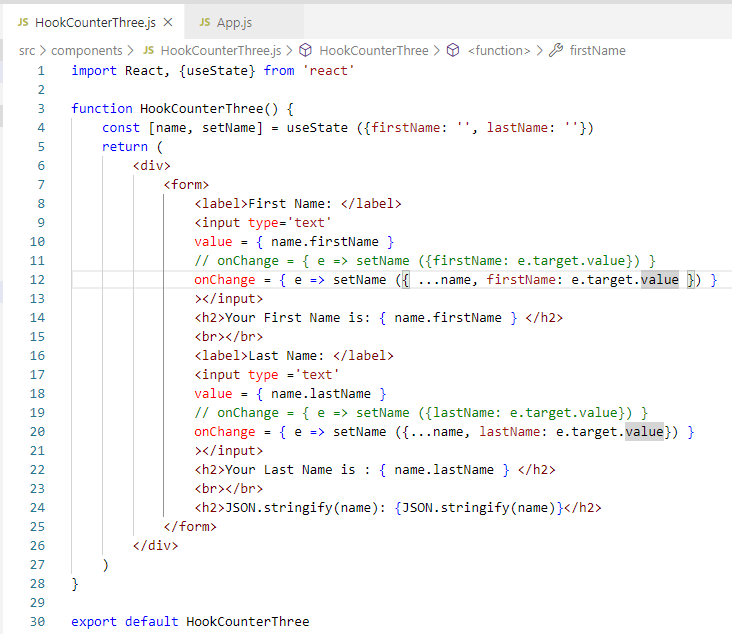 JS HookCounterThree.js × JS App.js
src > components > JS HookCounterThree.js > HookCounterThree > <function> > firstName
1 import React, {useState} from 'react'
2
3 function HookCounterThree() {
4 const [name, setName] = useState ({firstName: '', lastName: ''})
5 return (
6 <div>
7 <form>
8 <label>First Name: </label>
9 <input type='text'
10 value = { name.firstName }
11 // onChange = { e => setName ({firstName: e.target.value}) }
12 onChange = { e => setName ({ ...name, firstName: e.target.value }) }
13 ></input>
14 <h2>Your First Name is: { name.firstName } </h2>
15 <br></br>
16 <label>Last Name: </label>
17 <input type ='text'
18 value = { name.lastName }
19 // onChange = { e => setName ({lastName: e.target.value}) }
20 onChange = { e => setName ({...name, lastName: e.target.value}) }
21 ></input>
22 <h2>Your Last Name is : { name.lastName } </h2>
23 <br></br>
24 <h2>JSON.stringify(name): {JSON.stringify(name)}</h2>
25 </form>
26 </div>
27 )
28 }
29
30 export default HookCounterThree